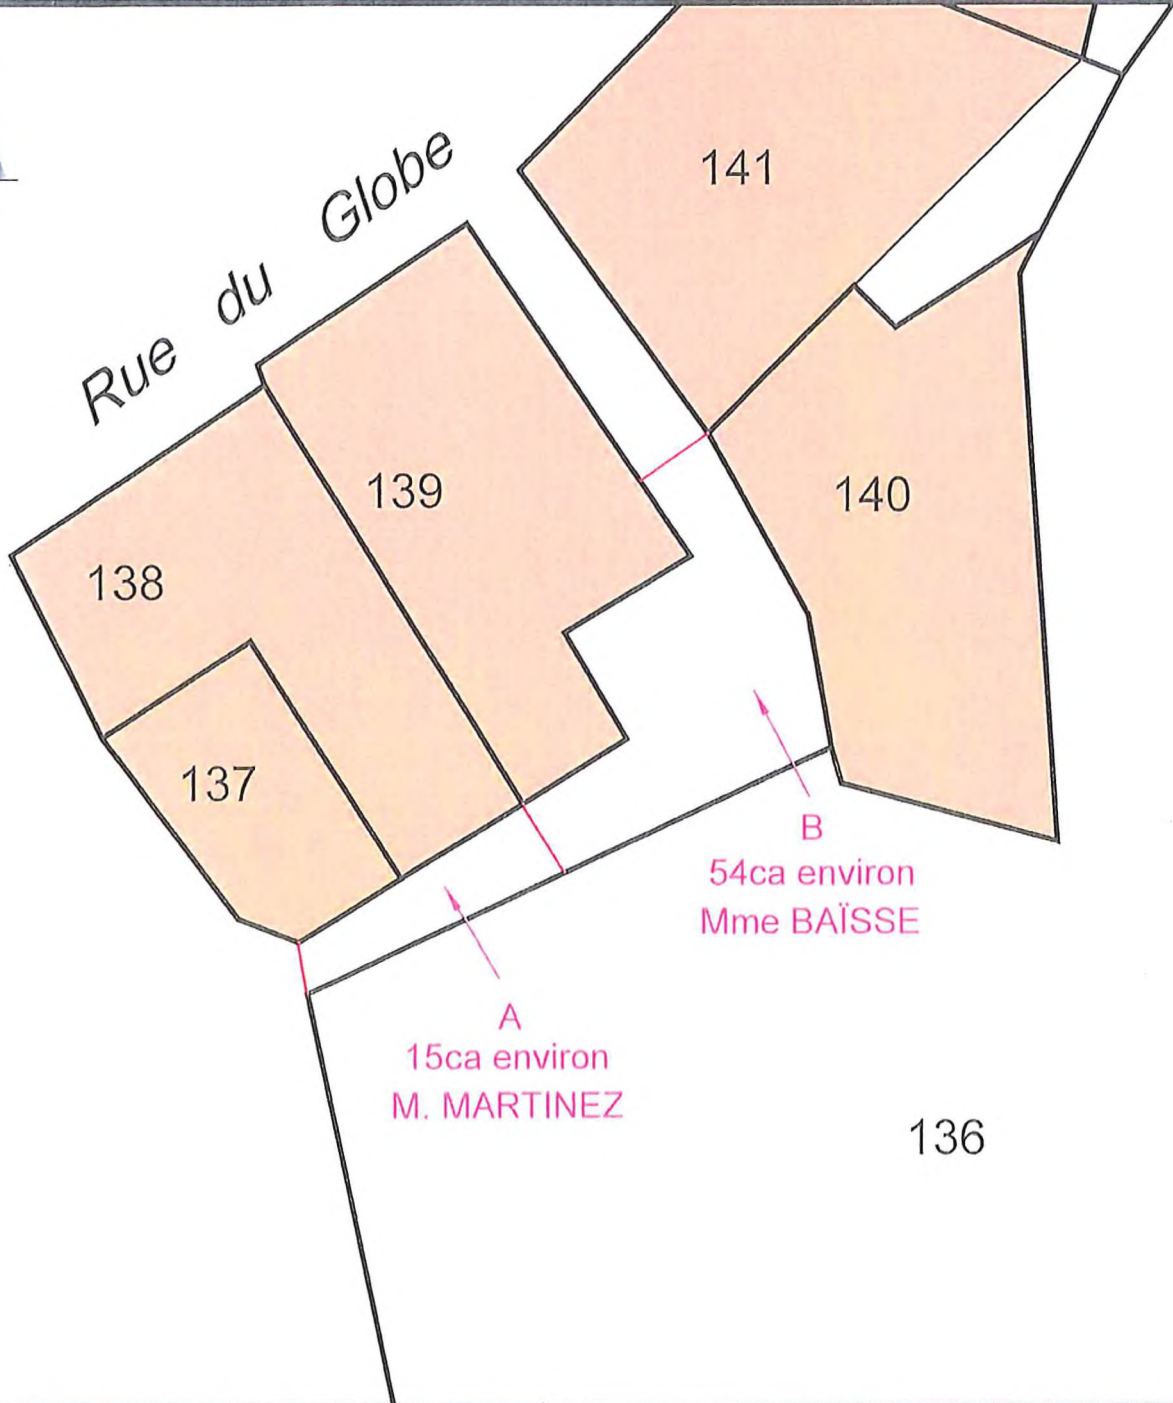 Rue du Globe
141
139
140
138
137
B
54ca environ
Mme BAÏSSE
A
15ca environ
M. MARTINEZ
136